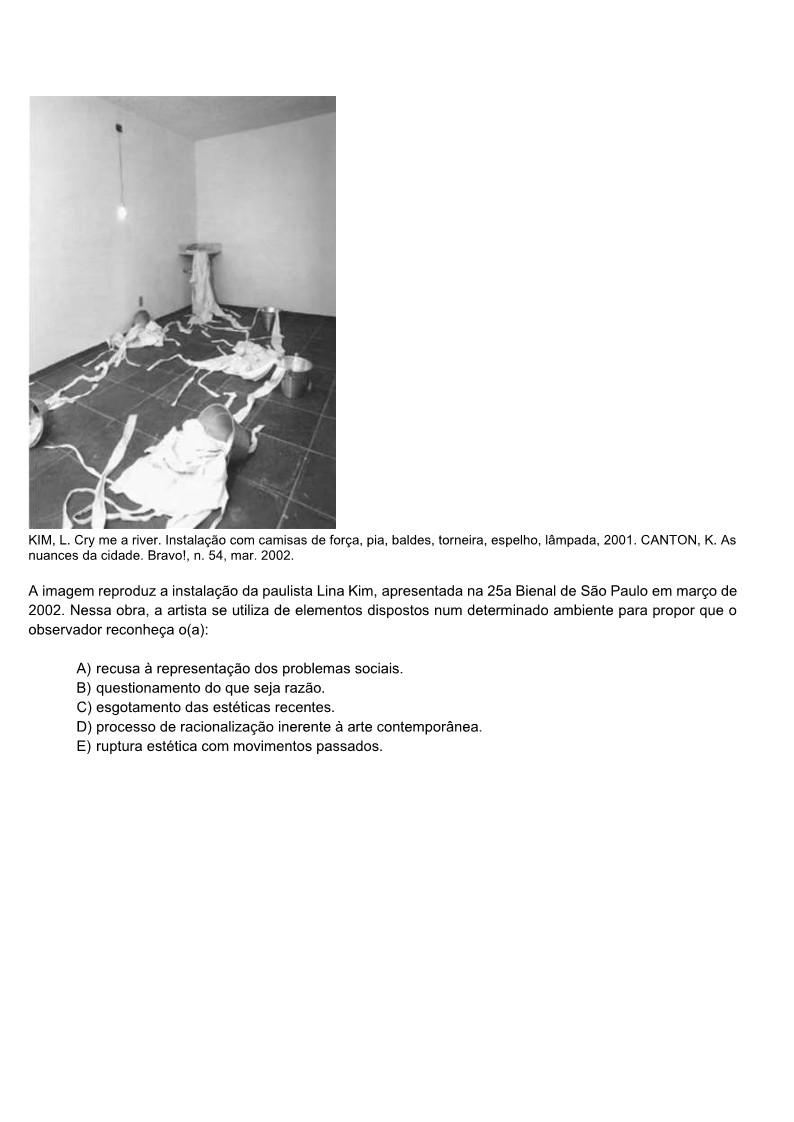 KIM, L. Cry me a river. Instalação com camisas de força, pia, baldes, torneira, espelho, lâmpada, 2001. CANTON, K. As
nuances da cidade. Bravo!, n. 54, mar. 2002.
A imagem reproduz a instalação da paulista Lina Kim, apresentada na 25a Bienal de São Paulo em março de
2002. Nessa obra, a artista se utiliza de elementos dispostos num determinado ambiente para propor que o
observador reconheça o(a):
A) recusa à representação dos problemas sociais.
B) questionamento do que seja razão.
C) esgotamento das estéticas recentes.
D) processo de racionalização inerente à arte contemporânea.
E) ruptura estética com movimentos passados.